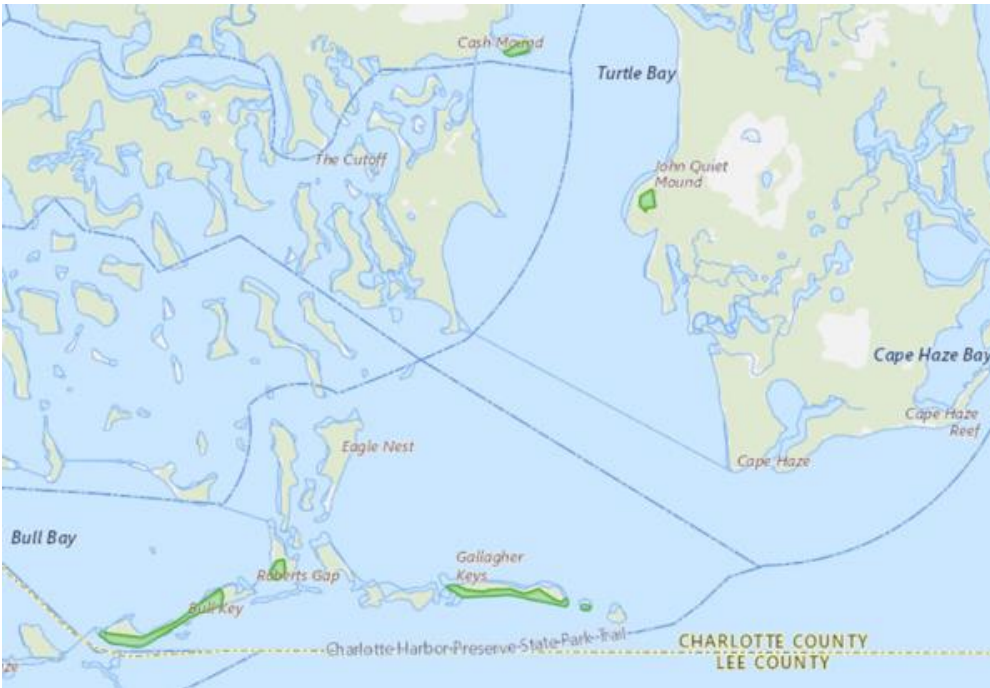 Cash Mound
Turtle Bay
The Cutoff
John Quiet
Mound
Cape Haze Bay
Cape Haze
Reef
Eagle Nest
Cape Haze
Bull Bay
Gallagher
Keys
Roberts Gap
Bull Key
Charlotte-Harbor-Preserve-State-Park-Trail
CHARLOTTE COUNTY
LEE COUNTY
ze